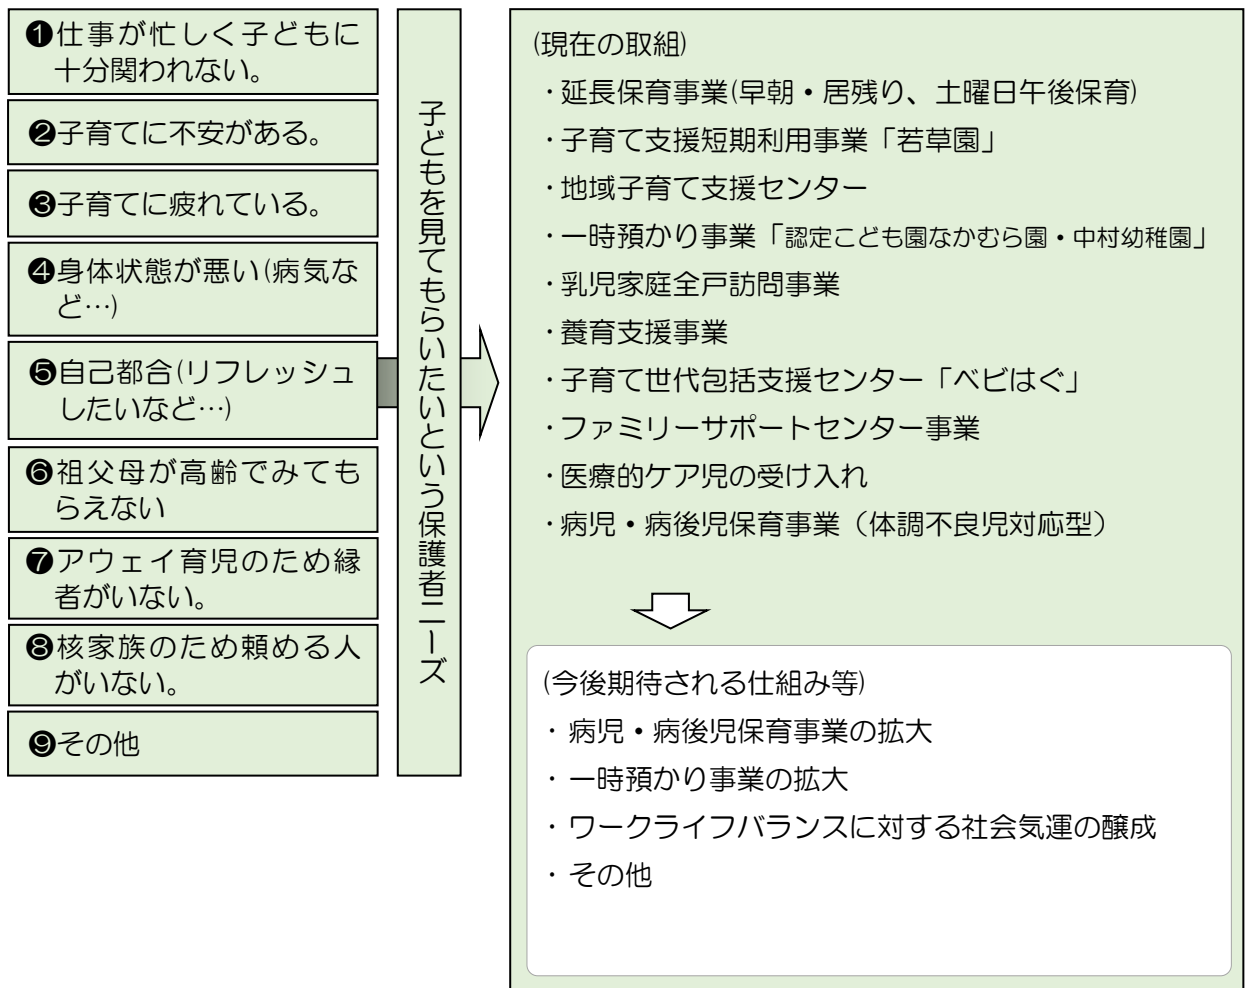 ❶仕事が忙しく子どもに
十分関われない。
❷子育てに不安がある。
❸子育てに疲れている。
❹身体状態が悪い(病気な
ど…)
❺自己都合(リフレッシュ
したいなど…)
❻祖父母が高齢でみても
らえない
❼アウェイ育児のため縁
者がいない。
❽核家族のため頼める人
がいない。
❾その他
子どもを見てもらいたいという保護者ニーズ
(現在の取組)
・延長保育事業(早朝・居残り、土曜日午後保育)
・子育て支援短期利用事業「若草園」
・地域子育て支援センター
・一時預かり事業「認定こども園なかむら園・中村幼稚園」
・乳児家庭全戸訪問事業
・養育支援事業
・子育て世代包括支援センター「ベビはぐ」
・ファミリーサポートセンター事業
・医療的ケア児の受け入れ
・病児・病後児保育事業（体調不良児対応型）
(今後期待される仕組み等)
・病児・病後児保育事業の拡大
・一時預かり事業の拡大
・ワークライフバランスに対する社会気運の醸成
・その他